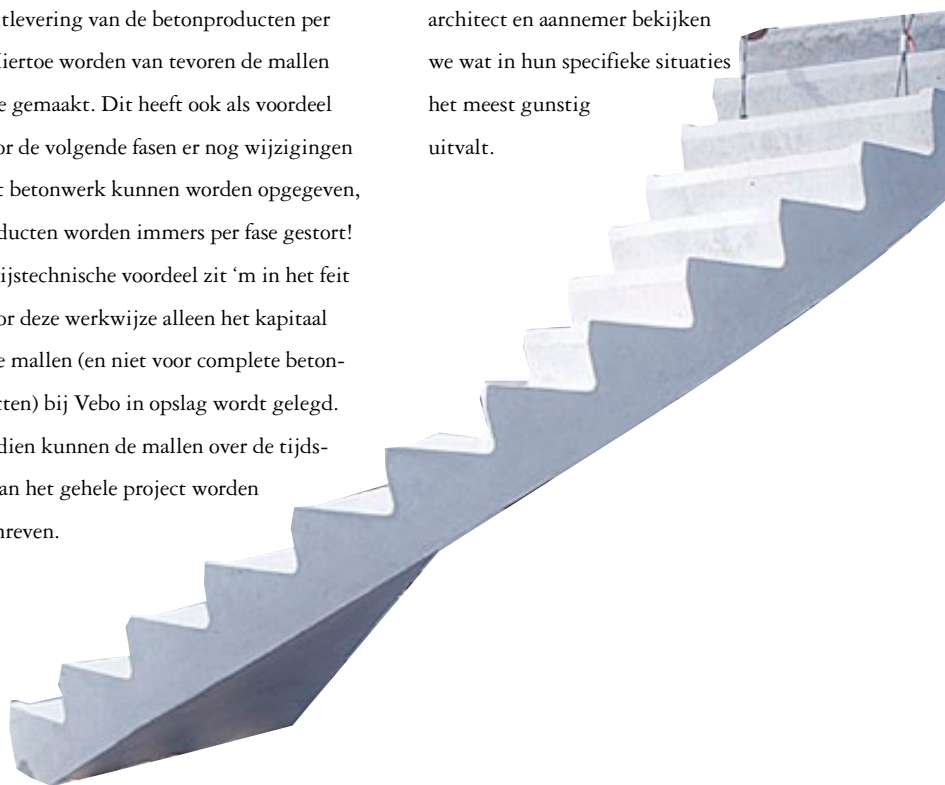 itlevering van de betonproducten per
iertoe worden van tevoren de mallen
e gemaakt. Dit heeft ook als voordeel
or de volgende fasen er nog wijzigingen
t betonwerk kunnen worden opgegeven,
ducten worden immers per fase gestort!
ijstechnische voordeel zit ‘m in het feit
or deze werkwijze alleen het kapitaal
e mallen (en niet voor complete beton-
ten) bij Vebo in opslag wordt gelegd.
dien kunnen de mallen over de tijds-
an het gehele project worden
hreven.
architect en aannemer bekijken
we wat in hun specifieke situaties
het meest gunstig
uitvalt.